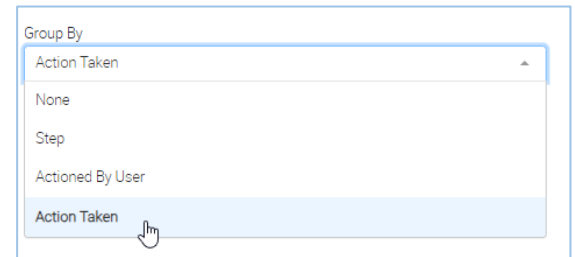 Group By
Action Taken
None
Step
Actioned By User
Action Taken